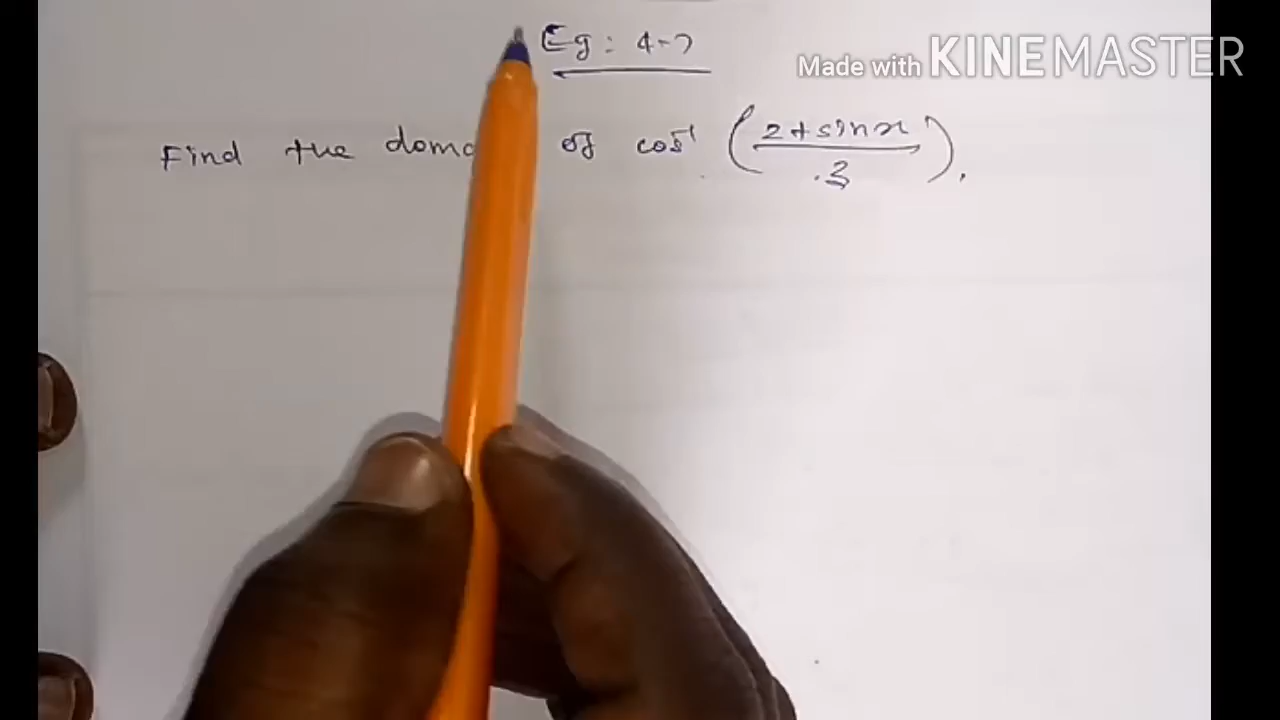 Eg: 4.7
Made with KINEMASTER
Find the doma of cos⁻¹ (2+sinx/3).